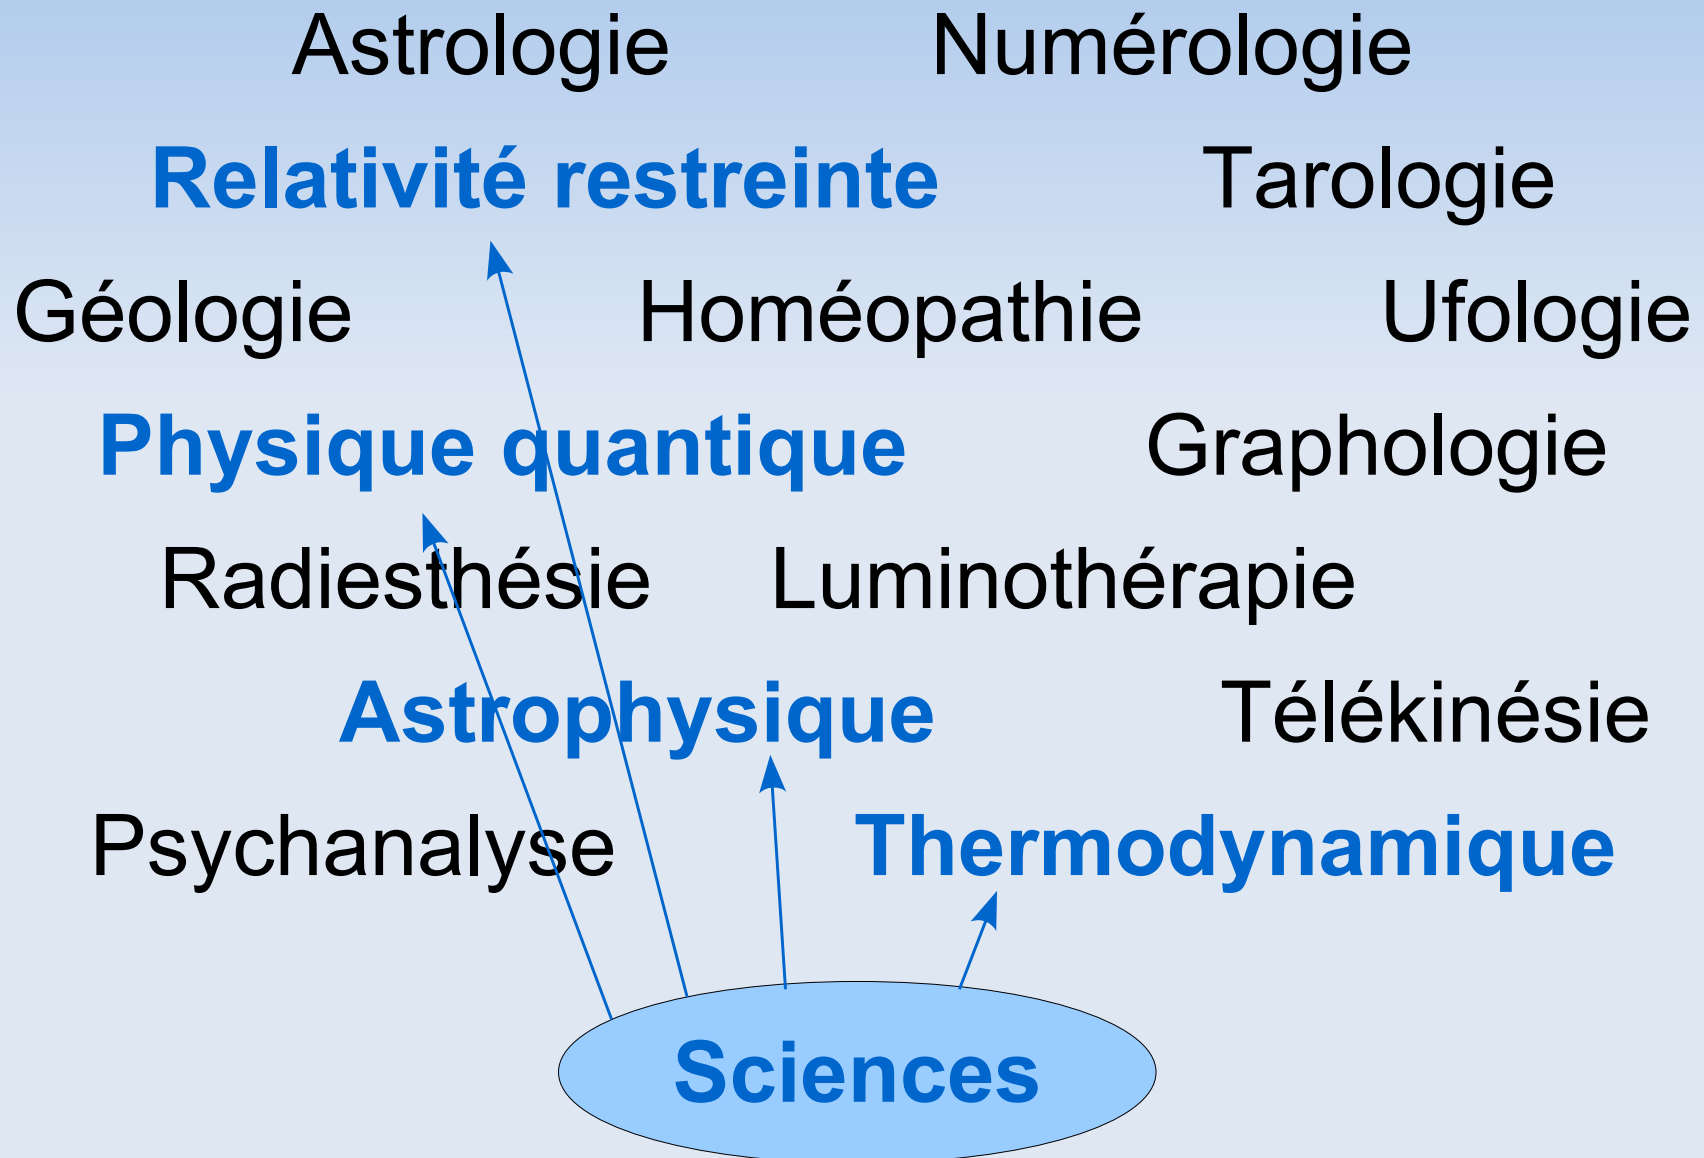 Astrologie Numérologie
Relativité restreinte Tarologie
Géologie Homéopathie Ufologie
Physique quantique Graphologie
Radiesthésie Luminothérapie
Astrophysique Télékinésie
Psychanalyse Thermodynamique
Sciences